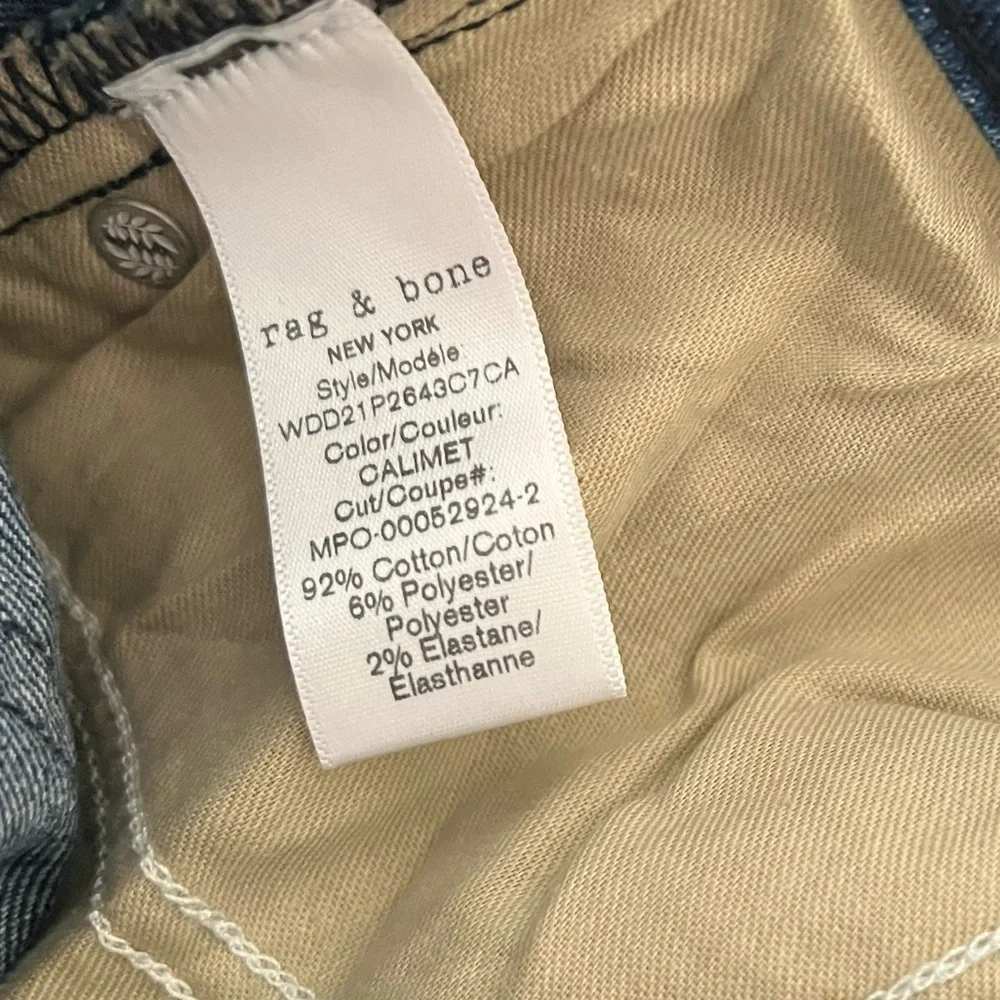 rag & bone
NEW YORK
Style/Modéle:
WDD21P2643C7CA
Color/Couleur:
CALIMET
Cut/Coupe#:
MPO-00052924-2
92% Cotton/Coton
6% Polyester/
Polyester
2% Elastane/
Élasthanne